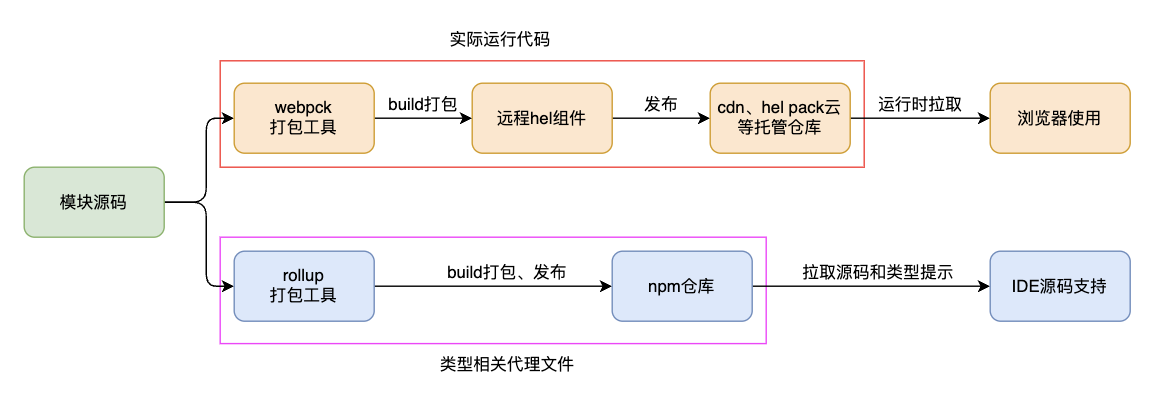 实际运行代码
webpck
打包工具
build打包
远程hel组件
发布
cdn、hel pack云
等托管仓库
运行时拉取
浏览器使用
模块源码
rollup
打包工具
build打包、发布
npm仓库
拉取源码和类型提示
IDE源码支持
类型相关代理文件